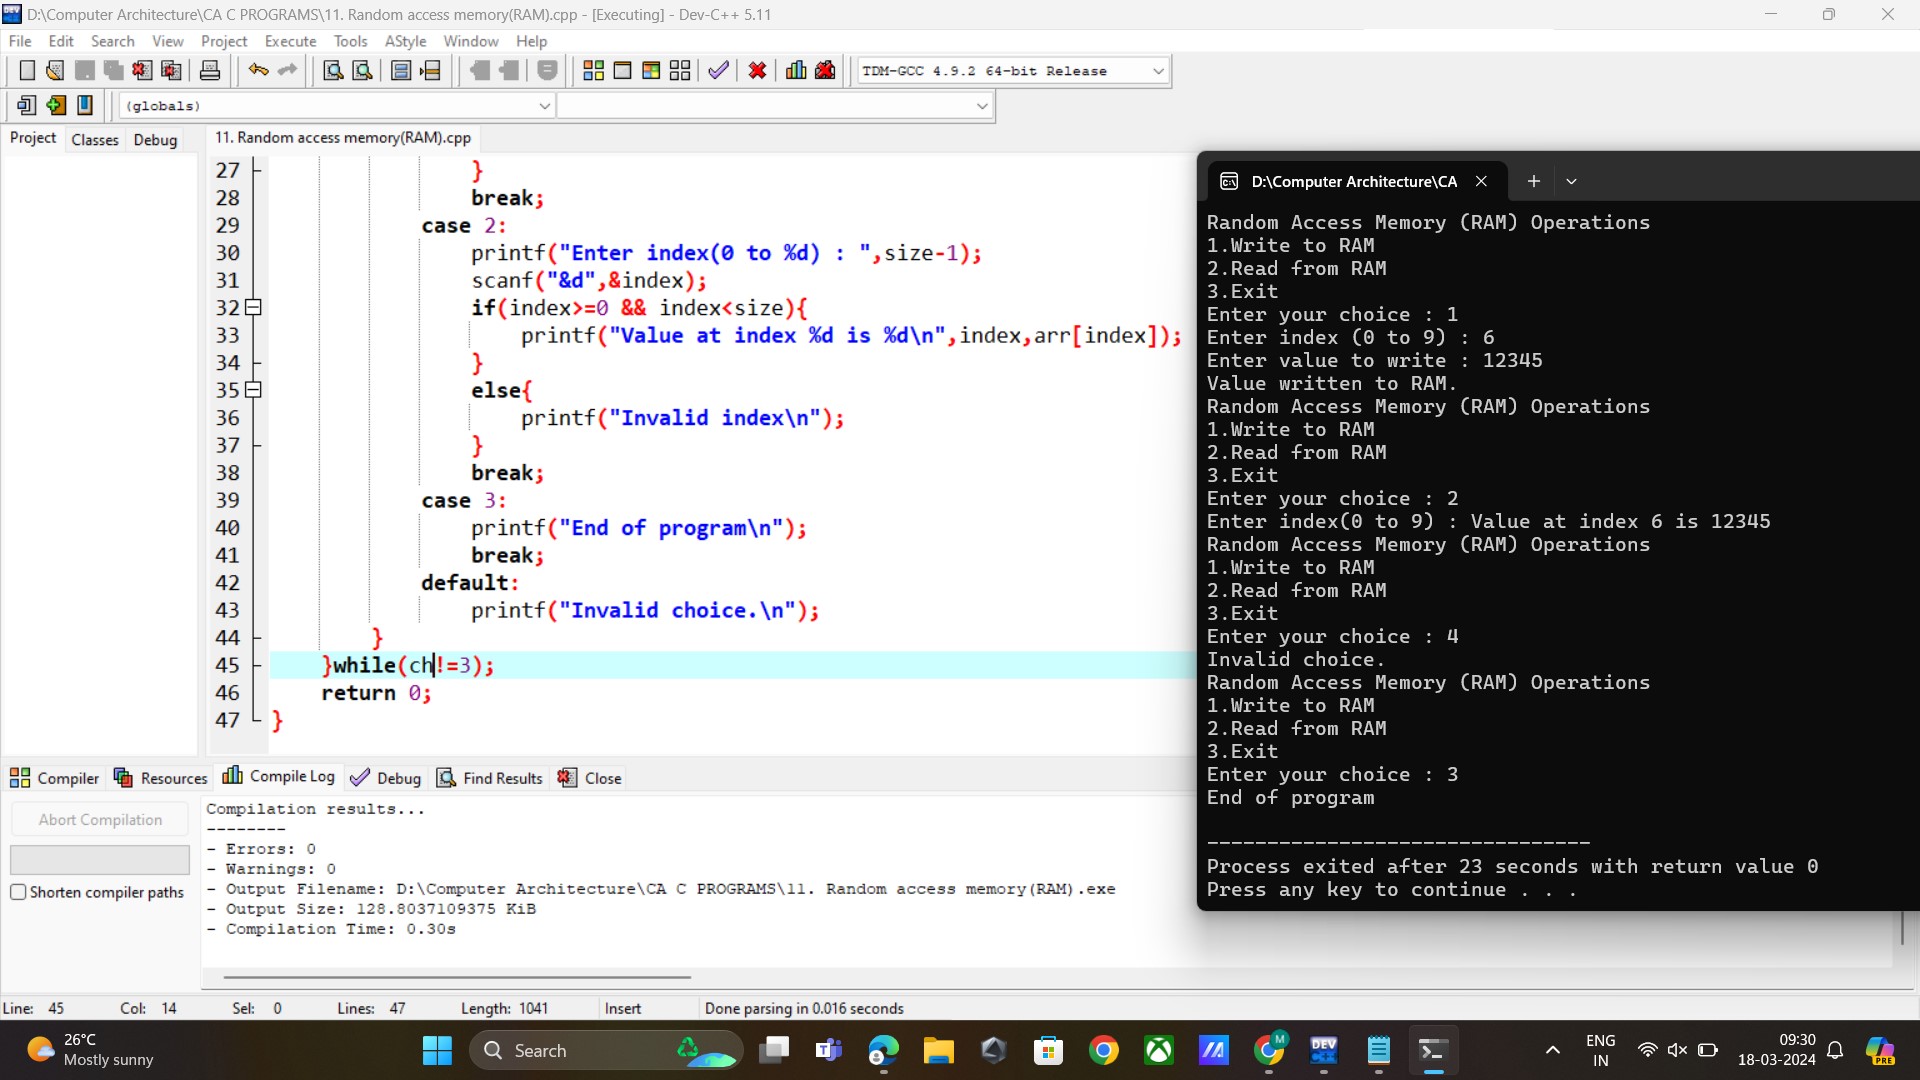 D:\Computer Architecture\CA C PROGRAMS\11. Random access memory(RAM).cpp - [Executing] - Dev-C++ 5.11
File Edit Search View Project Execute Tools AStyle Window Help
TDM-GCC 4.9.2 64-bit Release
(globals)
Project Classes Debug
11. Random access memory(RAM).cpp
27 }
28 break;
29 case 2:
30 printf("Enter index(0 to %d) : ",size-1);
31 scanf("&d",&index);
32 if(index>=0 && index<size){
33 printf("Value at index %d is %d\n",index,arr[index]);
34 }
35 else{
36 printf("Invalid index\n");
37 }
38 break;
39 case 3:
40 printf("End of program\n");
41 break;
42 default:
43 printf("Invalid choice.\n");
44 }
45 }while(ch!=3);
46 return 0;
47 }
D:\Computer Architecture\CA
Random Access Memory (RAM) Operations
1.Write to RAM
2.Read from RAM
3.Exit
Enter your choice : 1
Enter index (0 to 9) : 6
Enter value to write : 12345
Value written to RAM.
Random Access Memory (RAM) Operations
1.Write to RAM
2.Read from RAM
3.Exit
Enter your choice : 2
Enter index(0 to 9) : Value at index 6 is 12345
Random Access Memory (RAM) Operations
1.Write to RAM
2.Read from RAM
3.Exit
Enter your choice : 4
Invalid choice.
Random Access Memory (RAM) Operations
1.Write to RAM
2.Read from RAM
3.Exit
Enter your choice : 3
End of program
--------------------------------
Process exited after 23 seconds with return value 0
Press any key to continue . . .
Compiler Resources Compile Log Debug Find Results Close
Abort Compilation
Shorten compiler paths
Compilation results...
--------
- Errors: 0
- Warnings: 0
- Output Filename: D:\Computer Architecture\CA C PROGRAMS\11. Random access memory(RAM).exe
- Output Size: 128.8037109375 KiB
- Compilation Time: 0.30s
Line: 45 Col: 14 Sel: 0 Lines: 47 Length: 1041 Insert Done parsing in 0.016 seconds
26°C
Mostly sunny
Search
DEV
M
PRE
ENG
IN
09:30
18-03-2024